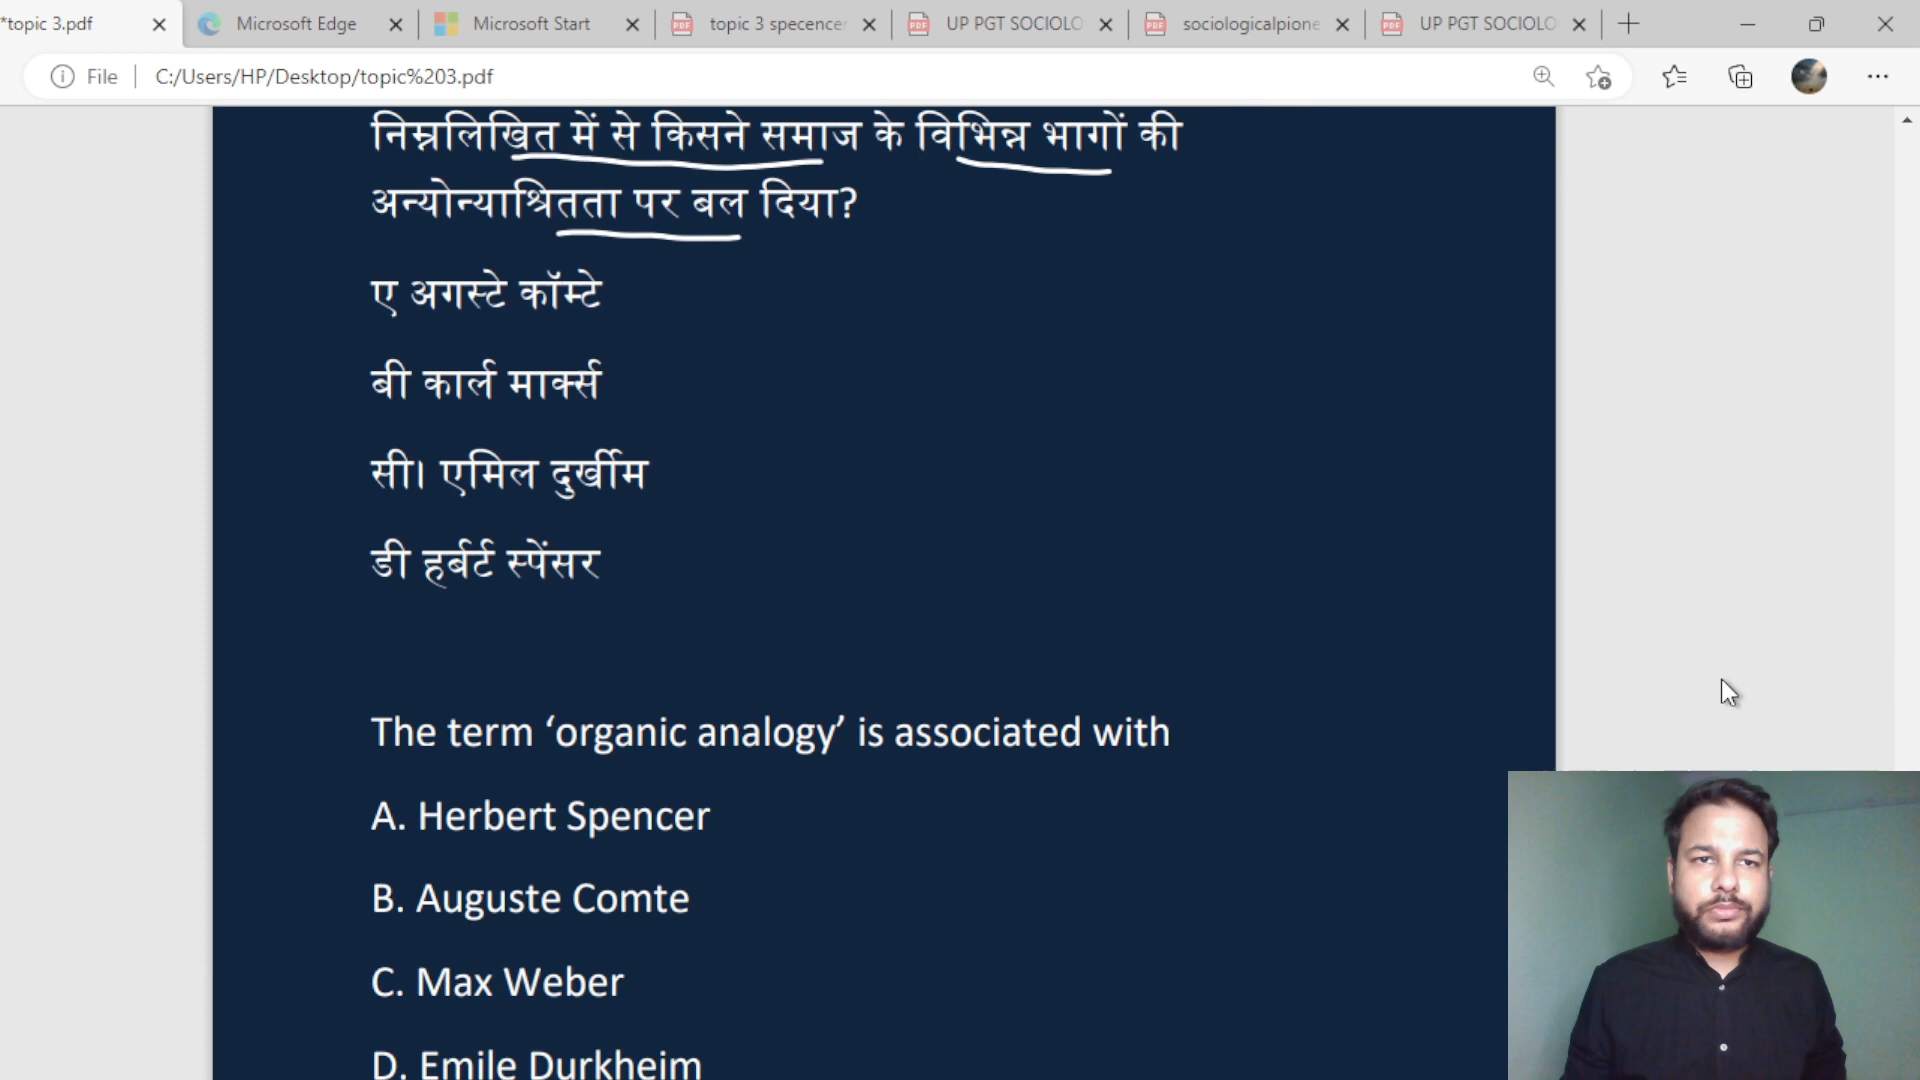 *topic 3.pdf
Microsoft Edge
Microsoft Start
topic 3 specencer
UP PGT SOCIOLO
sociologicalpione
UP PGT SOCIOLO
File
C:/Users/HP/Desktop/topic%203.pdf
निम्नलिखित में से किसने समाज के विभिन्न भागों की
अन्योन्याश्रितता पर बल दिया?
ए अगस्टे कॉम्टे
बी कार्ल मार्क्स
सी। एमिल दुर्खीम
डी हर्बर्ट स्पेंसर
The term ‘organic analogy’ is associated with
A. Herbert Spencer
B. Auguste Comte
C. Max Weber
D. Emile Durkheim